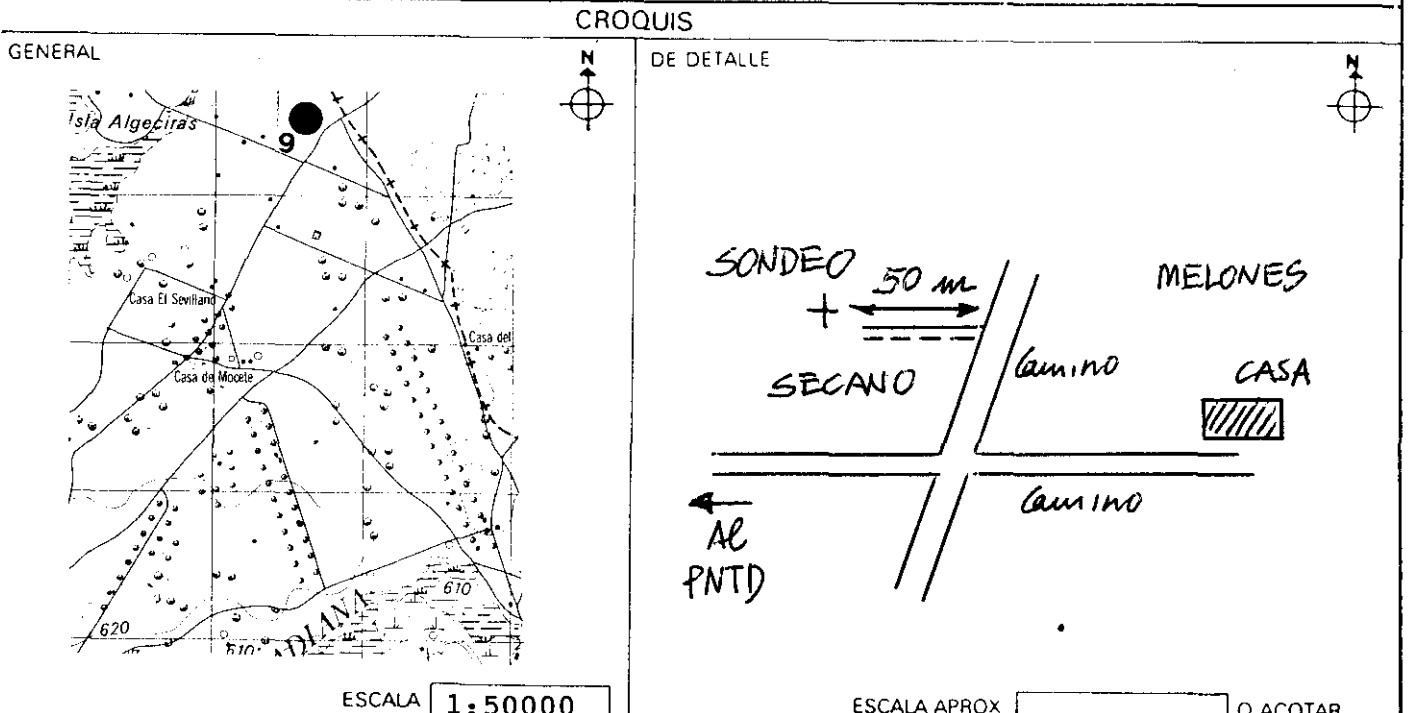 CROQUIS
GENERAL
N
Isla Algeciras
9
Casa El Sevillano
Casa del
Casa de Mocete
610
620
610
ADIANA
ESCALA 1:50000
DE DETALLE
N
SONDEO
50 m
MELONES
SECANO
Camino
CASA
Camino
Al
PNTD
ESCALA APROX
O ACOTAR